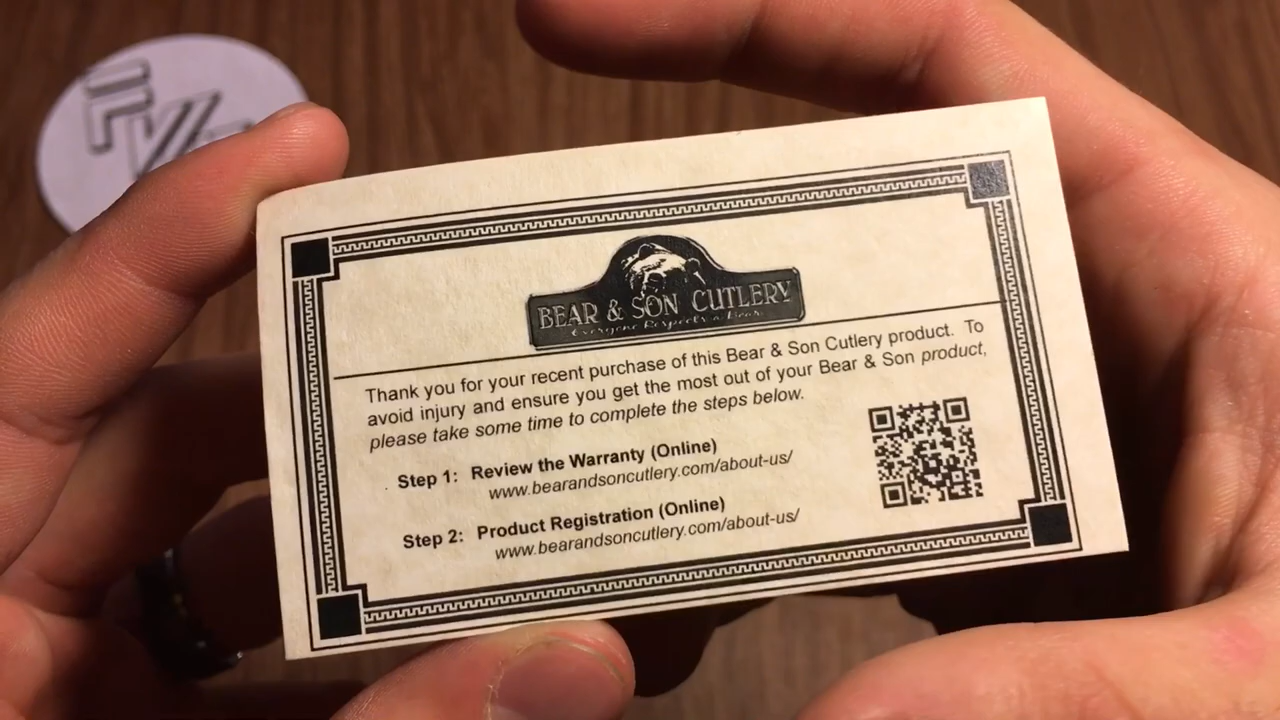 BEAR & SON CUTLERY
Everyone Respects a Bear
Thank you for your recent purchase of this Bear & Son Cutlery product. To
avoid injury and ensure you get the most out of your Bear & Son product,
please take some time to complete the steps below.
Step 1: Review the Warranty (Online)
www.bearandsoncutlery.com/about-us/
Step 2: Product Registration (Online)
www.bearandsoncutlery.com/about-us/